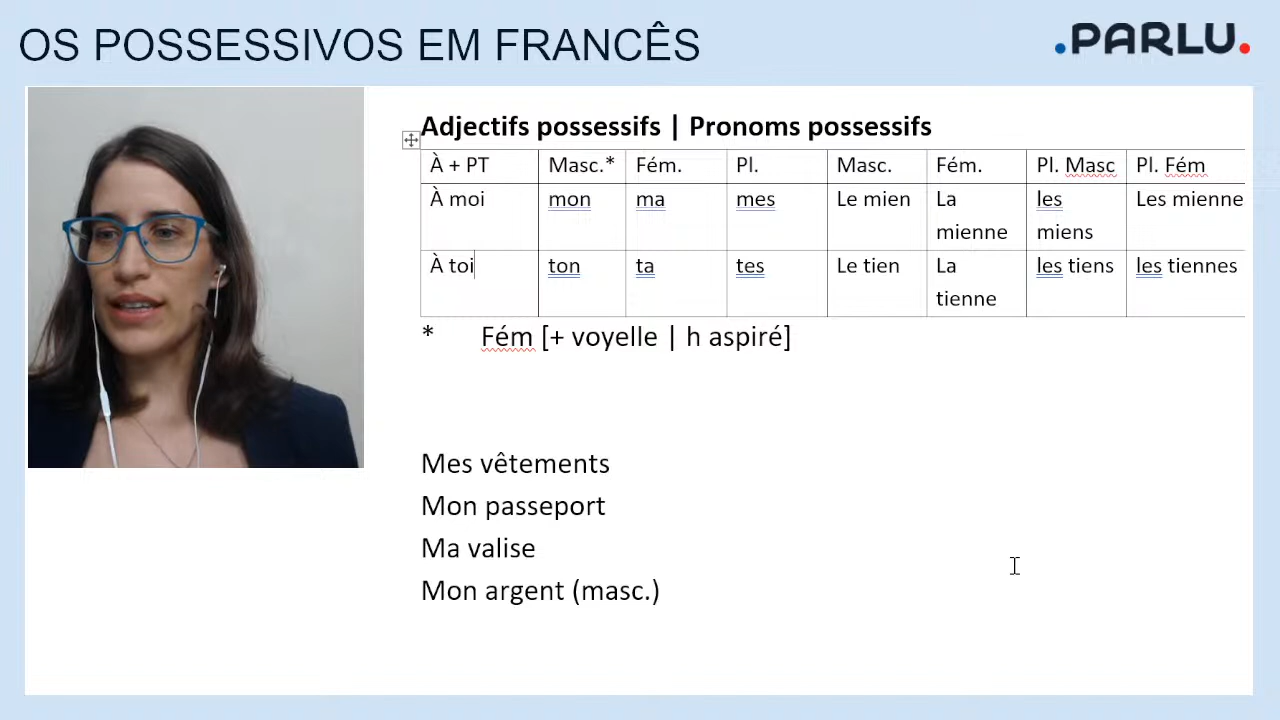 OS POSSESSIVOS EM FRANCÊS
.PARLU.
Adjectifs possessifs | Pronoms possessifs
À + PT Masc.* Fém. Pl. Masc. Fém. Pl. Masc Pl. Fém
À moi mon ma mes Le mien La mienne les miens Les mienne
À toi ton ta tes Le tien La tienne les tiens les tiennes
* Fém [+ voyelle | h aspiré]
Mes vêtements
Mon passeport
Ma valise
Mon argent (masc.)